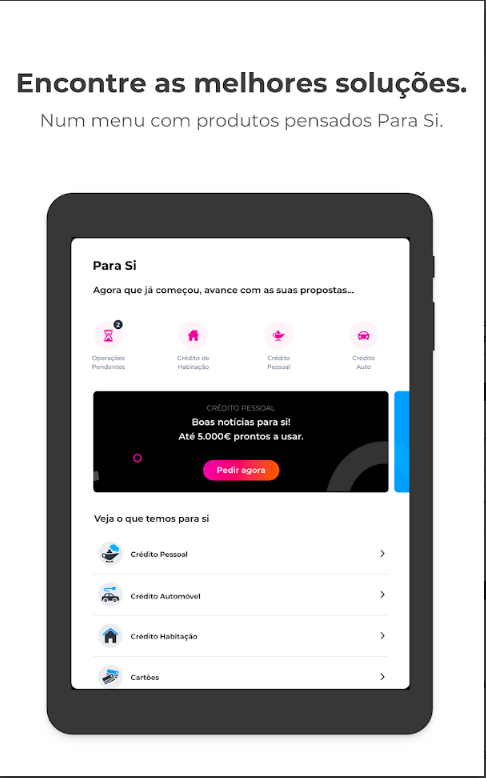 Encontre as melhores soluções.
Num menu com produtos pensados Para Si.
Para Si
Agora que já começou, avance com as suas propostas...
2
Operações
Pendentes
Crédito de
Habitação
Crédito
Pessoal
Crédito
Auto
CRÉDITO PESSOAL
Boas notícias para si!
Até 5.000€ prontos a usar.
Pedir agora
Veja o que temos para si
Crédito Pessoal
Crédito Automóvel
Crédito Habitação
Cartões